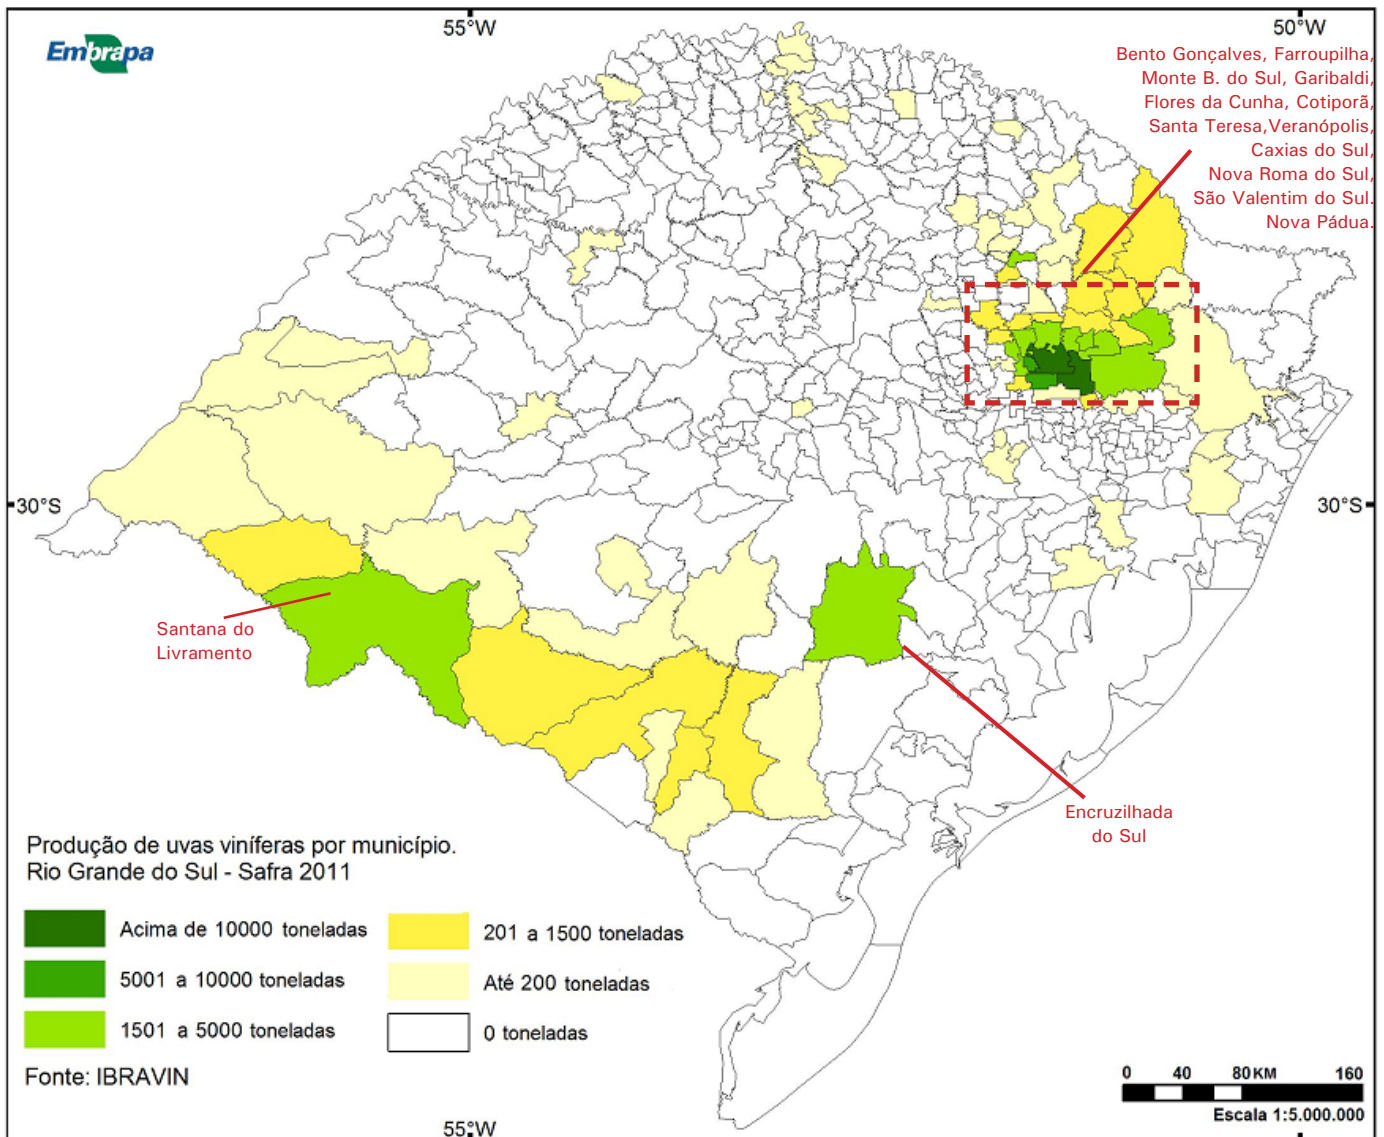 55°W
50°W
Embrapa
Bento Gonçalves, Farroupilha,
Monte B. do Sul, Garibaldi,
Flores da Cunha, Cotiporã,
Santa Teresa,Veranópolis,
Caxias do Sul,
Nova Roma do Sul,
São Valentim do Sul.
Nova Pádua.
30°S
30°S
Santana do
Livramento
Encruzilhada
do Sul
Produção de uvas viníferas por município.
Rio Grande do Sul - Safra 2011
Acima de 10000 toneladas
5001 a 10000 toneladas
1501 a 5000 toneladas
201 a 1500 toneladas
Até 200 toneladas
0 toneladas
Fonte: IBRAVIN
0 40 80 KM 160
Escala 1:5.000.000
55°W